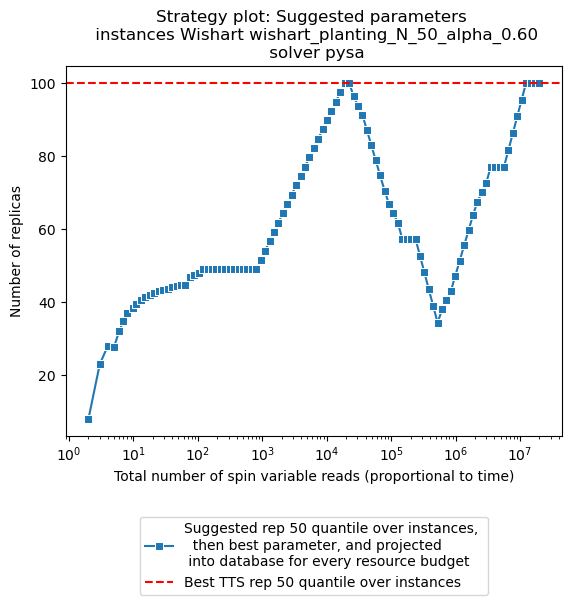 Strategy plot: Suggested parameters
instances Wishart wishart_planting_N_50_alpha_0.60
solver pysa
100
80
60
40
20
Number of replicas
10^0 10^1 10^2 10^3 10^4 10^5 10^6 10^7
Total number of spin variable reads (proportional to time)
Suggested rep 50 quantile over instances,
then best parameter, and projected
into database for every resource budget
Best TTS rep 50 quantile over instances